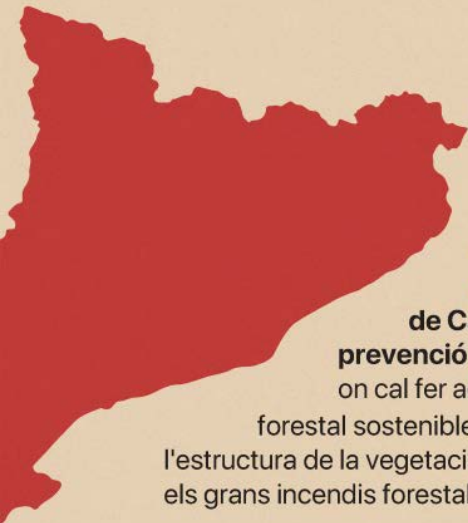 de C
prevenció
on cal fer a
forestal sostenible
l'estructura de la vegetaci
els grans incendis forestal